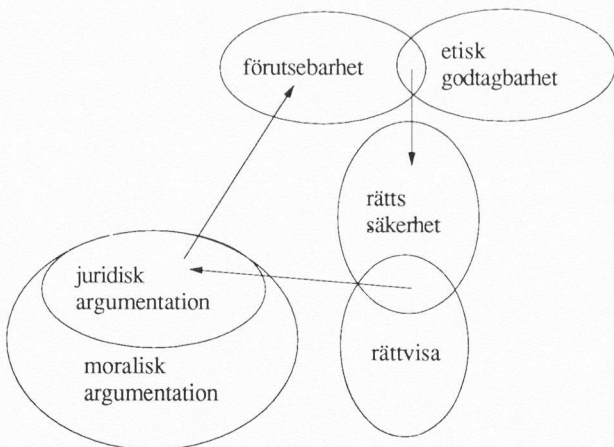 förutsebarhet
etisk
godtagbarhet
rätts
säkerhet
juridisk
argumentation
rättvisa
moralisk
argumentation